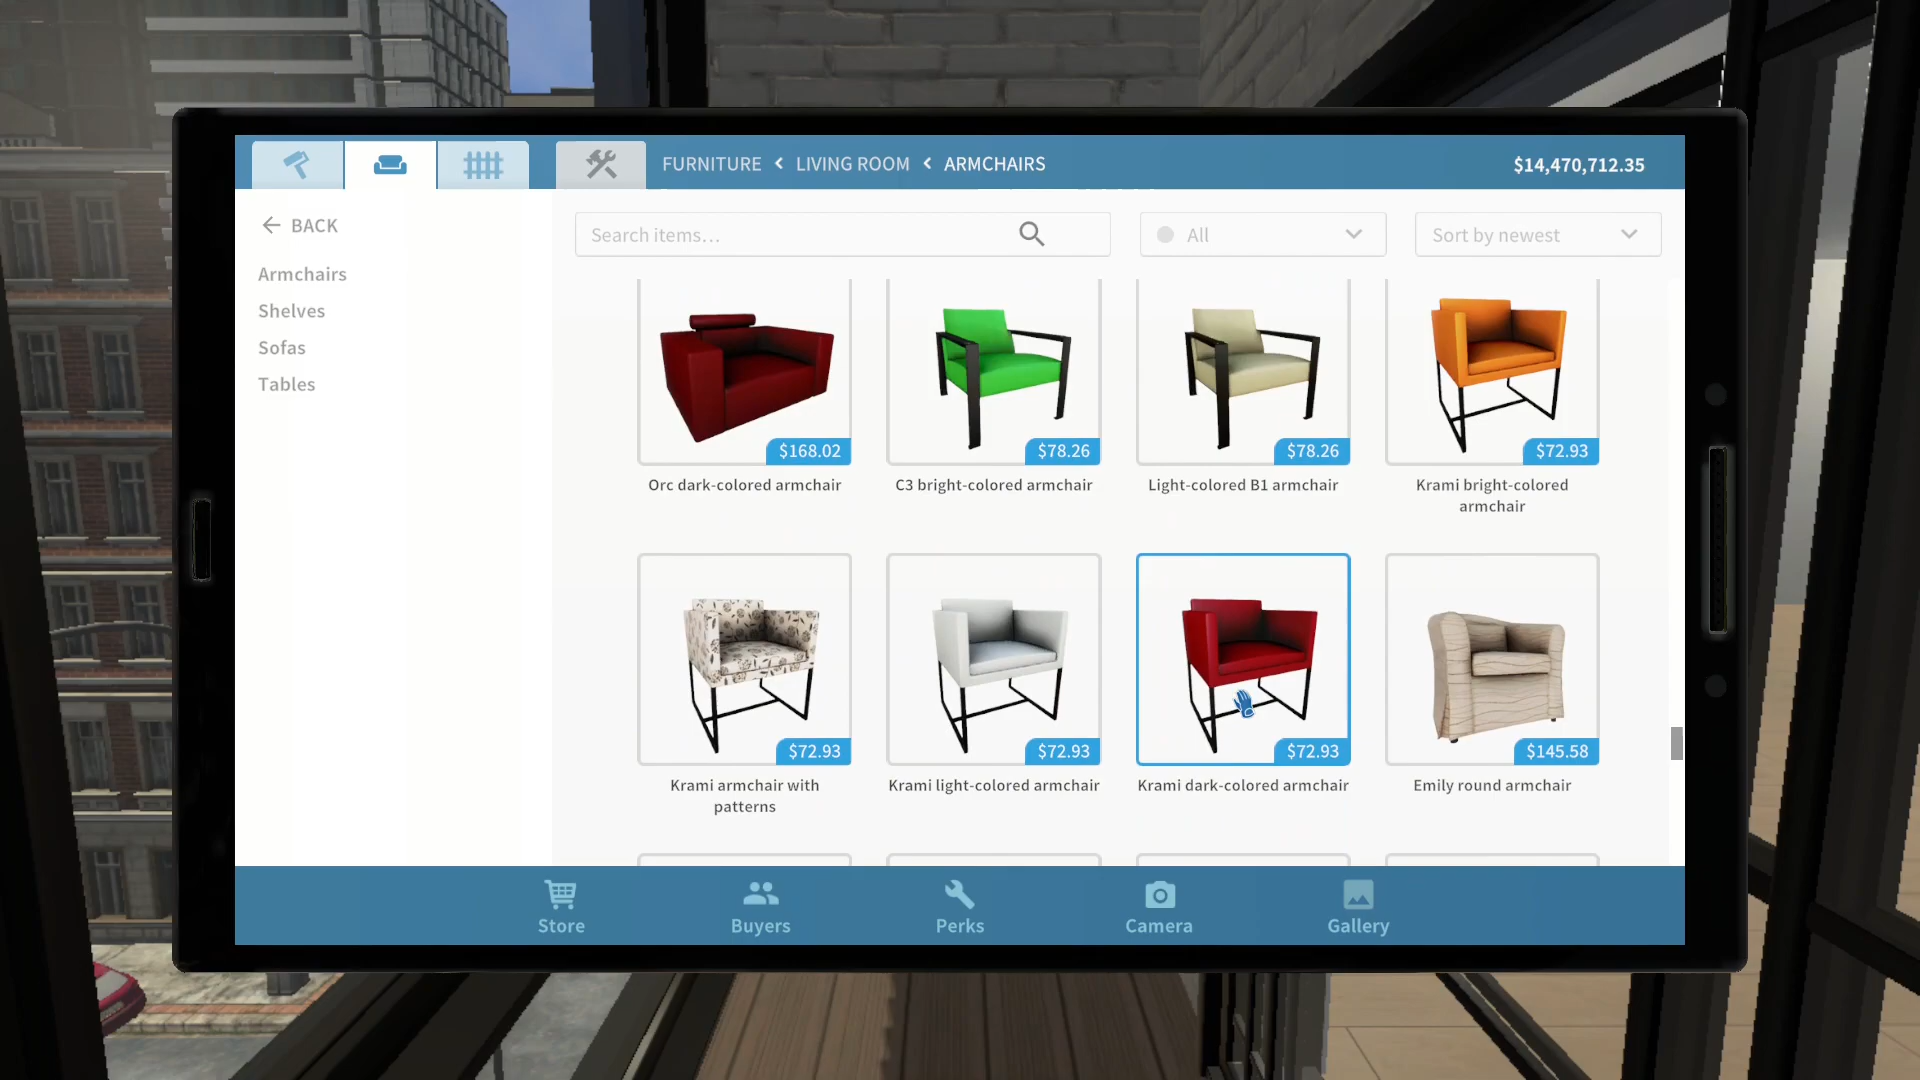 FURNITURE < LIVING ROOM < ARMCHAIRS
$14,470,712.35
BACK
Search items...
All
Sort by newest
Armchairs
Shelves
Sofas
Tables
$168.02
$78.26
$78.26
$72.93
Orc dark-colored armchair
C3 bright-colored armchair
Light-colored B1 armchair
Krami bright-colored
armchair
$72.93
$72.93
$72.93
$145.58
Krami armchair with
patterns
Krami light-colored armchair
Krami dark-colored armchair
Emily round armchair
Store
Buyers
Perks
Camera
Gallery